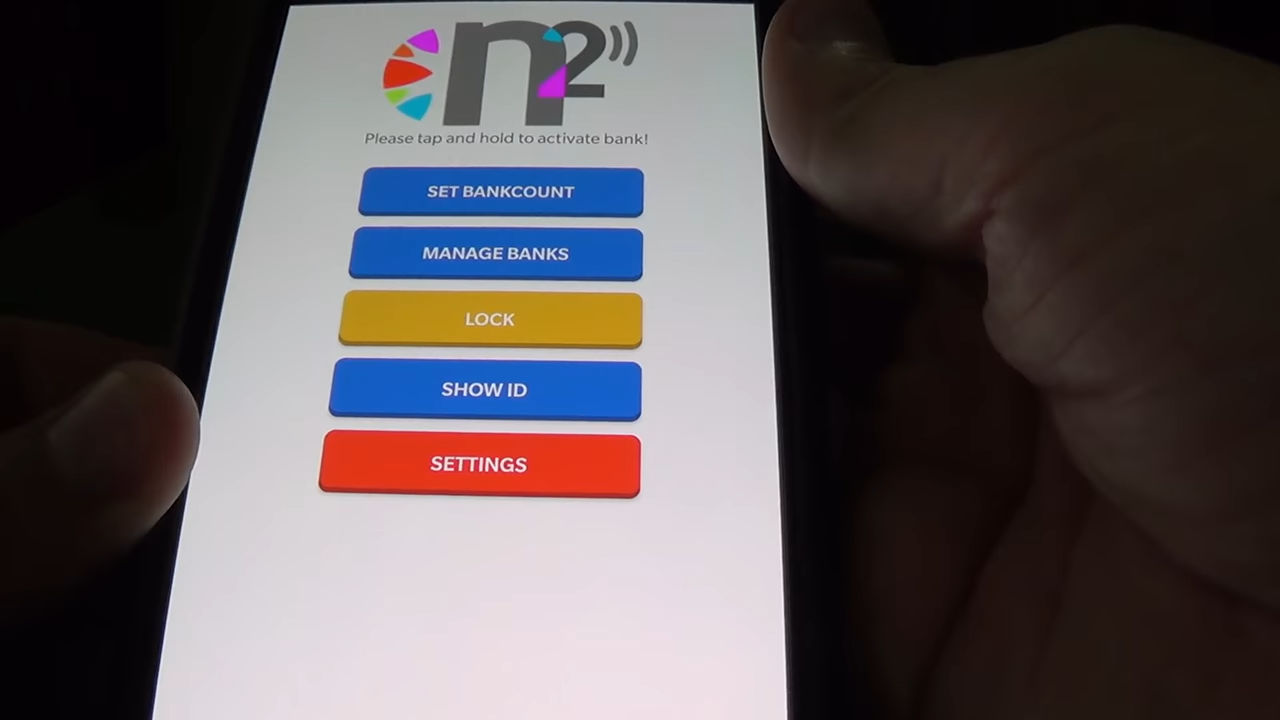 n2
Please tap and hold to activate bank!
SET BANKCOUNT
MANAGE BANKS
LOCK
SHOW ID
SETTINGS